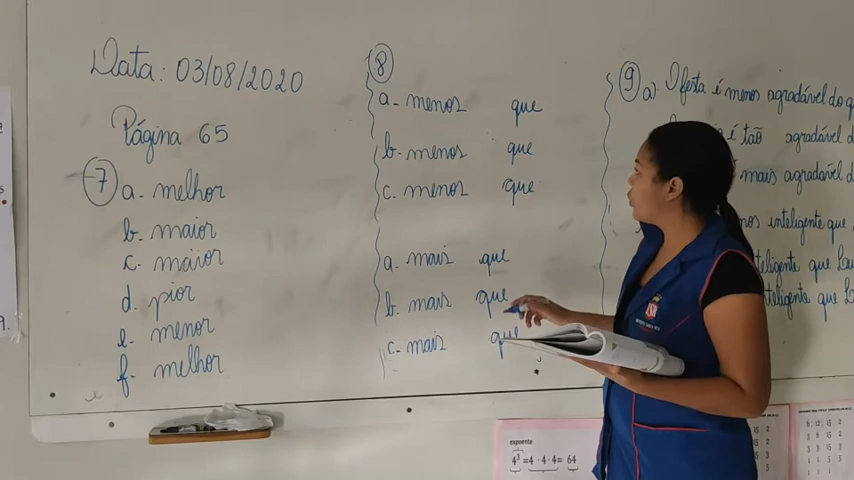 Data: 03/08/2020
Página 65
7 a- melhor
b- maior
c- maior
d. pior
e- menor
f- melhor
8
a- menos que
b- menos que
c- menos que
a- mais que
b- mais que
c- mais que
9 a) A festa é menos agradável do q
é tão agradável d
mais agradável d
inteligente que
inteligente que
inteligente que
expoente
4³ = 4 · 4 · 4 = 64